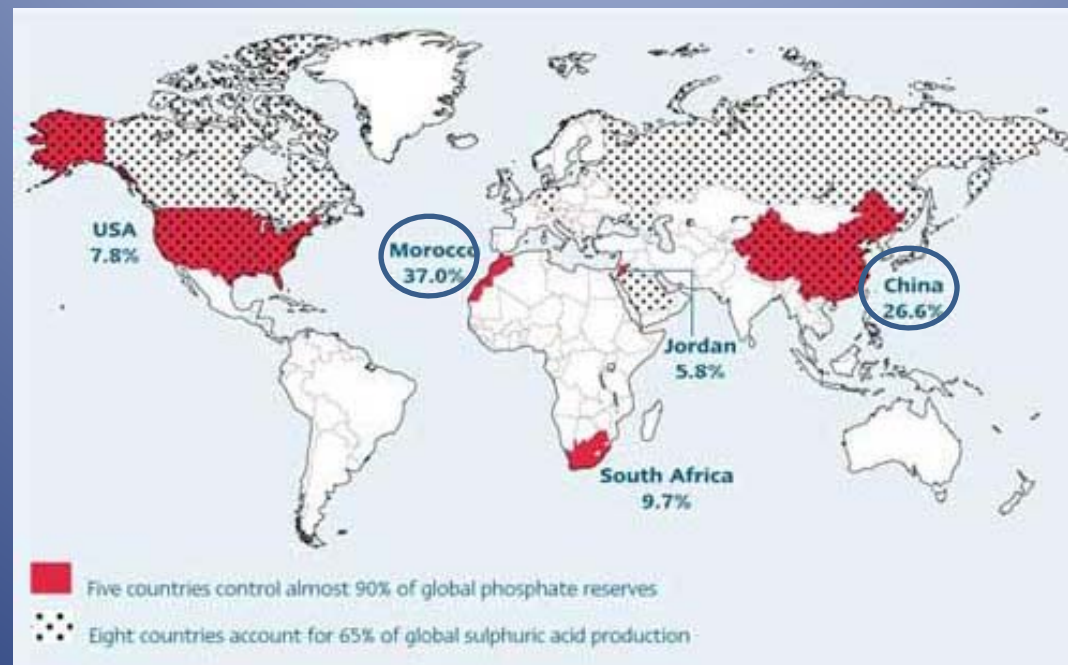 USA
7.8%
Morocco
37.0%
China
26.6%
Jordan
5.8%
South Africa
9.7%
Five countries control almost 90% of global phosphate reserves
Eight countries account for 65% of global sulphuric acid production